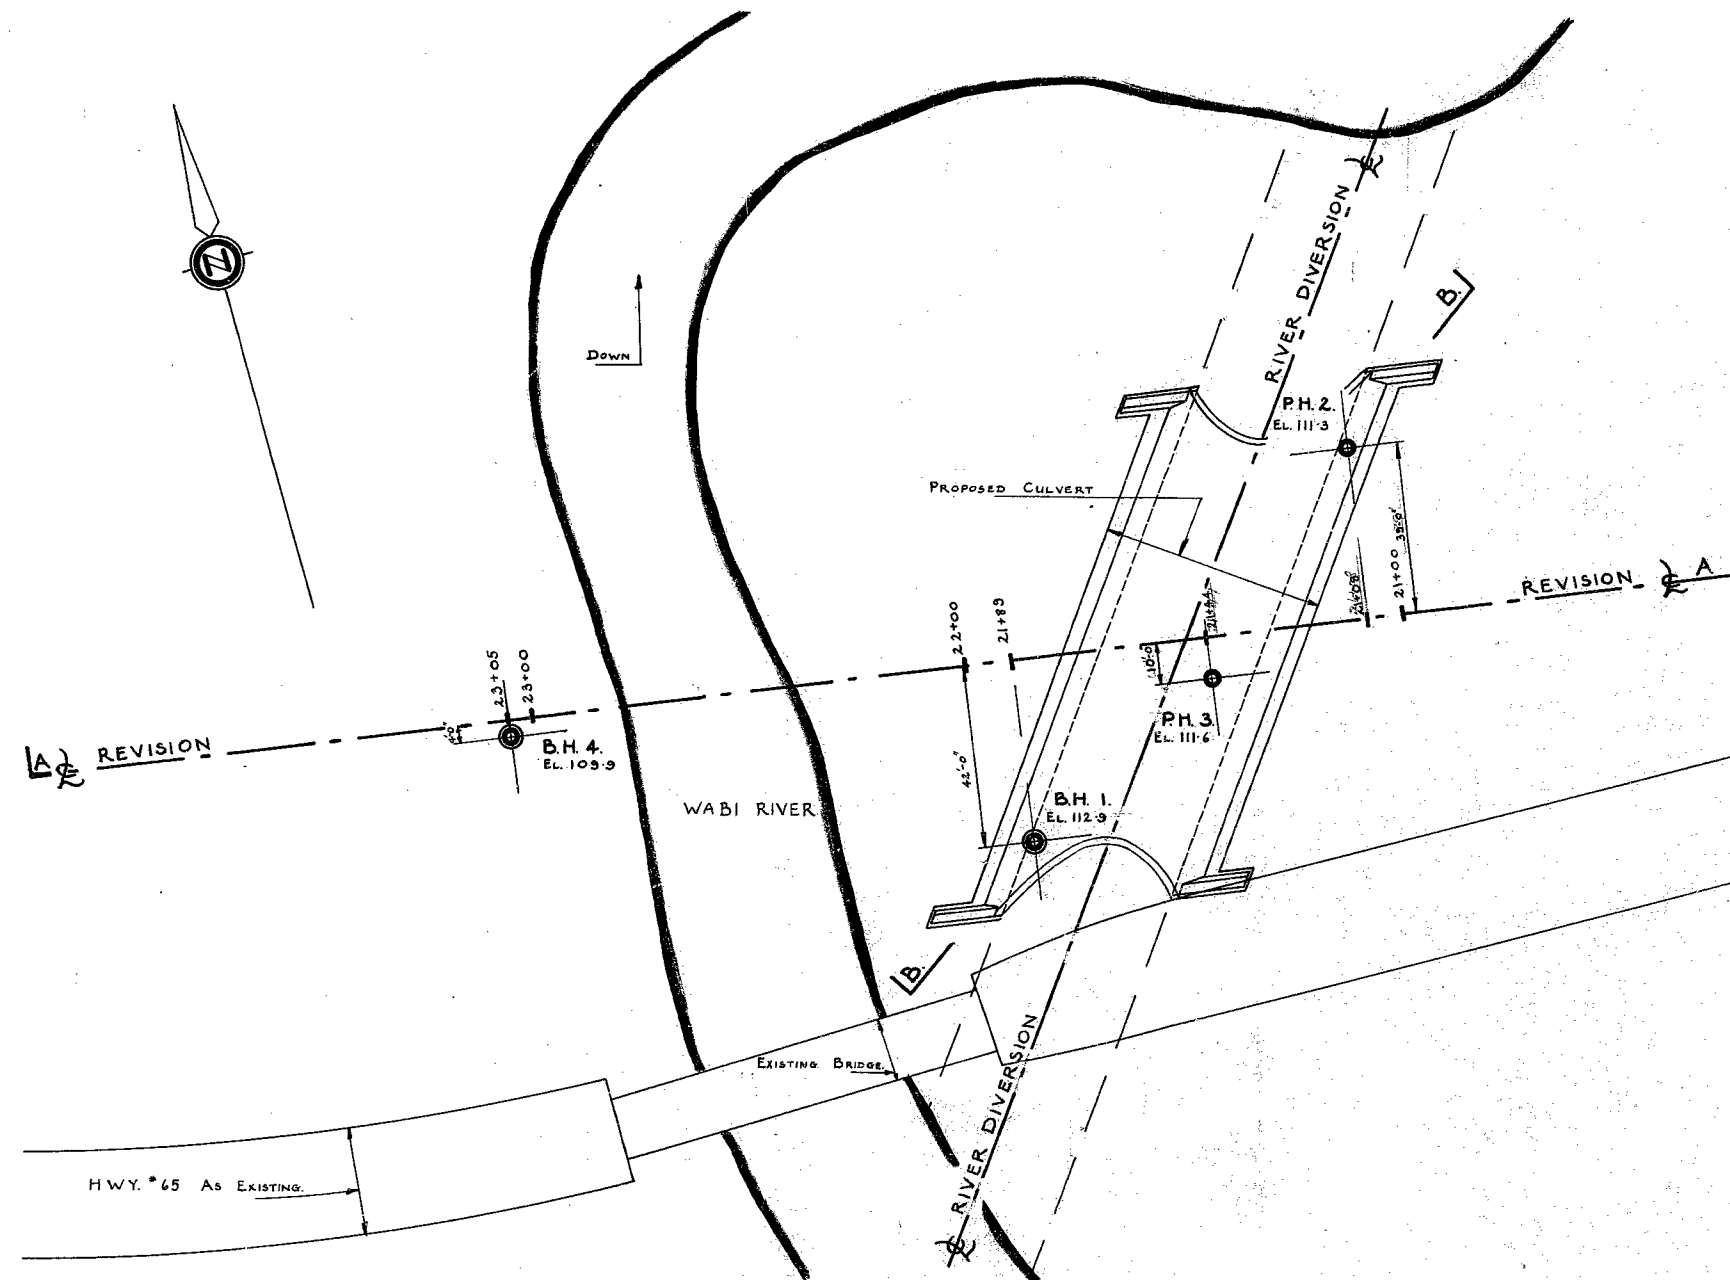 RIVER DIVERSION ℄
N
B.
DOWN
P.H. 2.
EL. 111.3
PROPOSED CULVERT
39'-0"
21+00
REVISION ℄ A
22+00
21+89
10'-0"
23+05
23+00
P.H. 3.
EL. 111.6
A ℄ REVISION
B.H. 4.
EL. 109.9
42'-0"
WABI RIVER
B.H. 1.
EL. 112.9
B.
EXISTING BRIDGE.
HWY. #65 AS EXISTING.
℄ RIVER DIVERSION